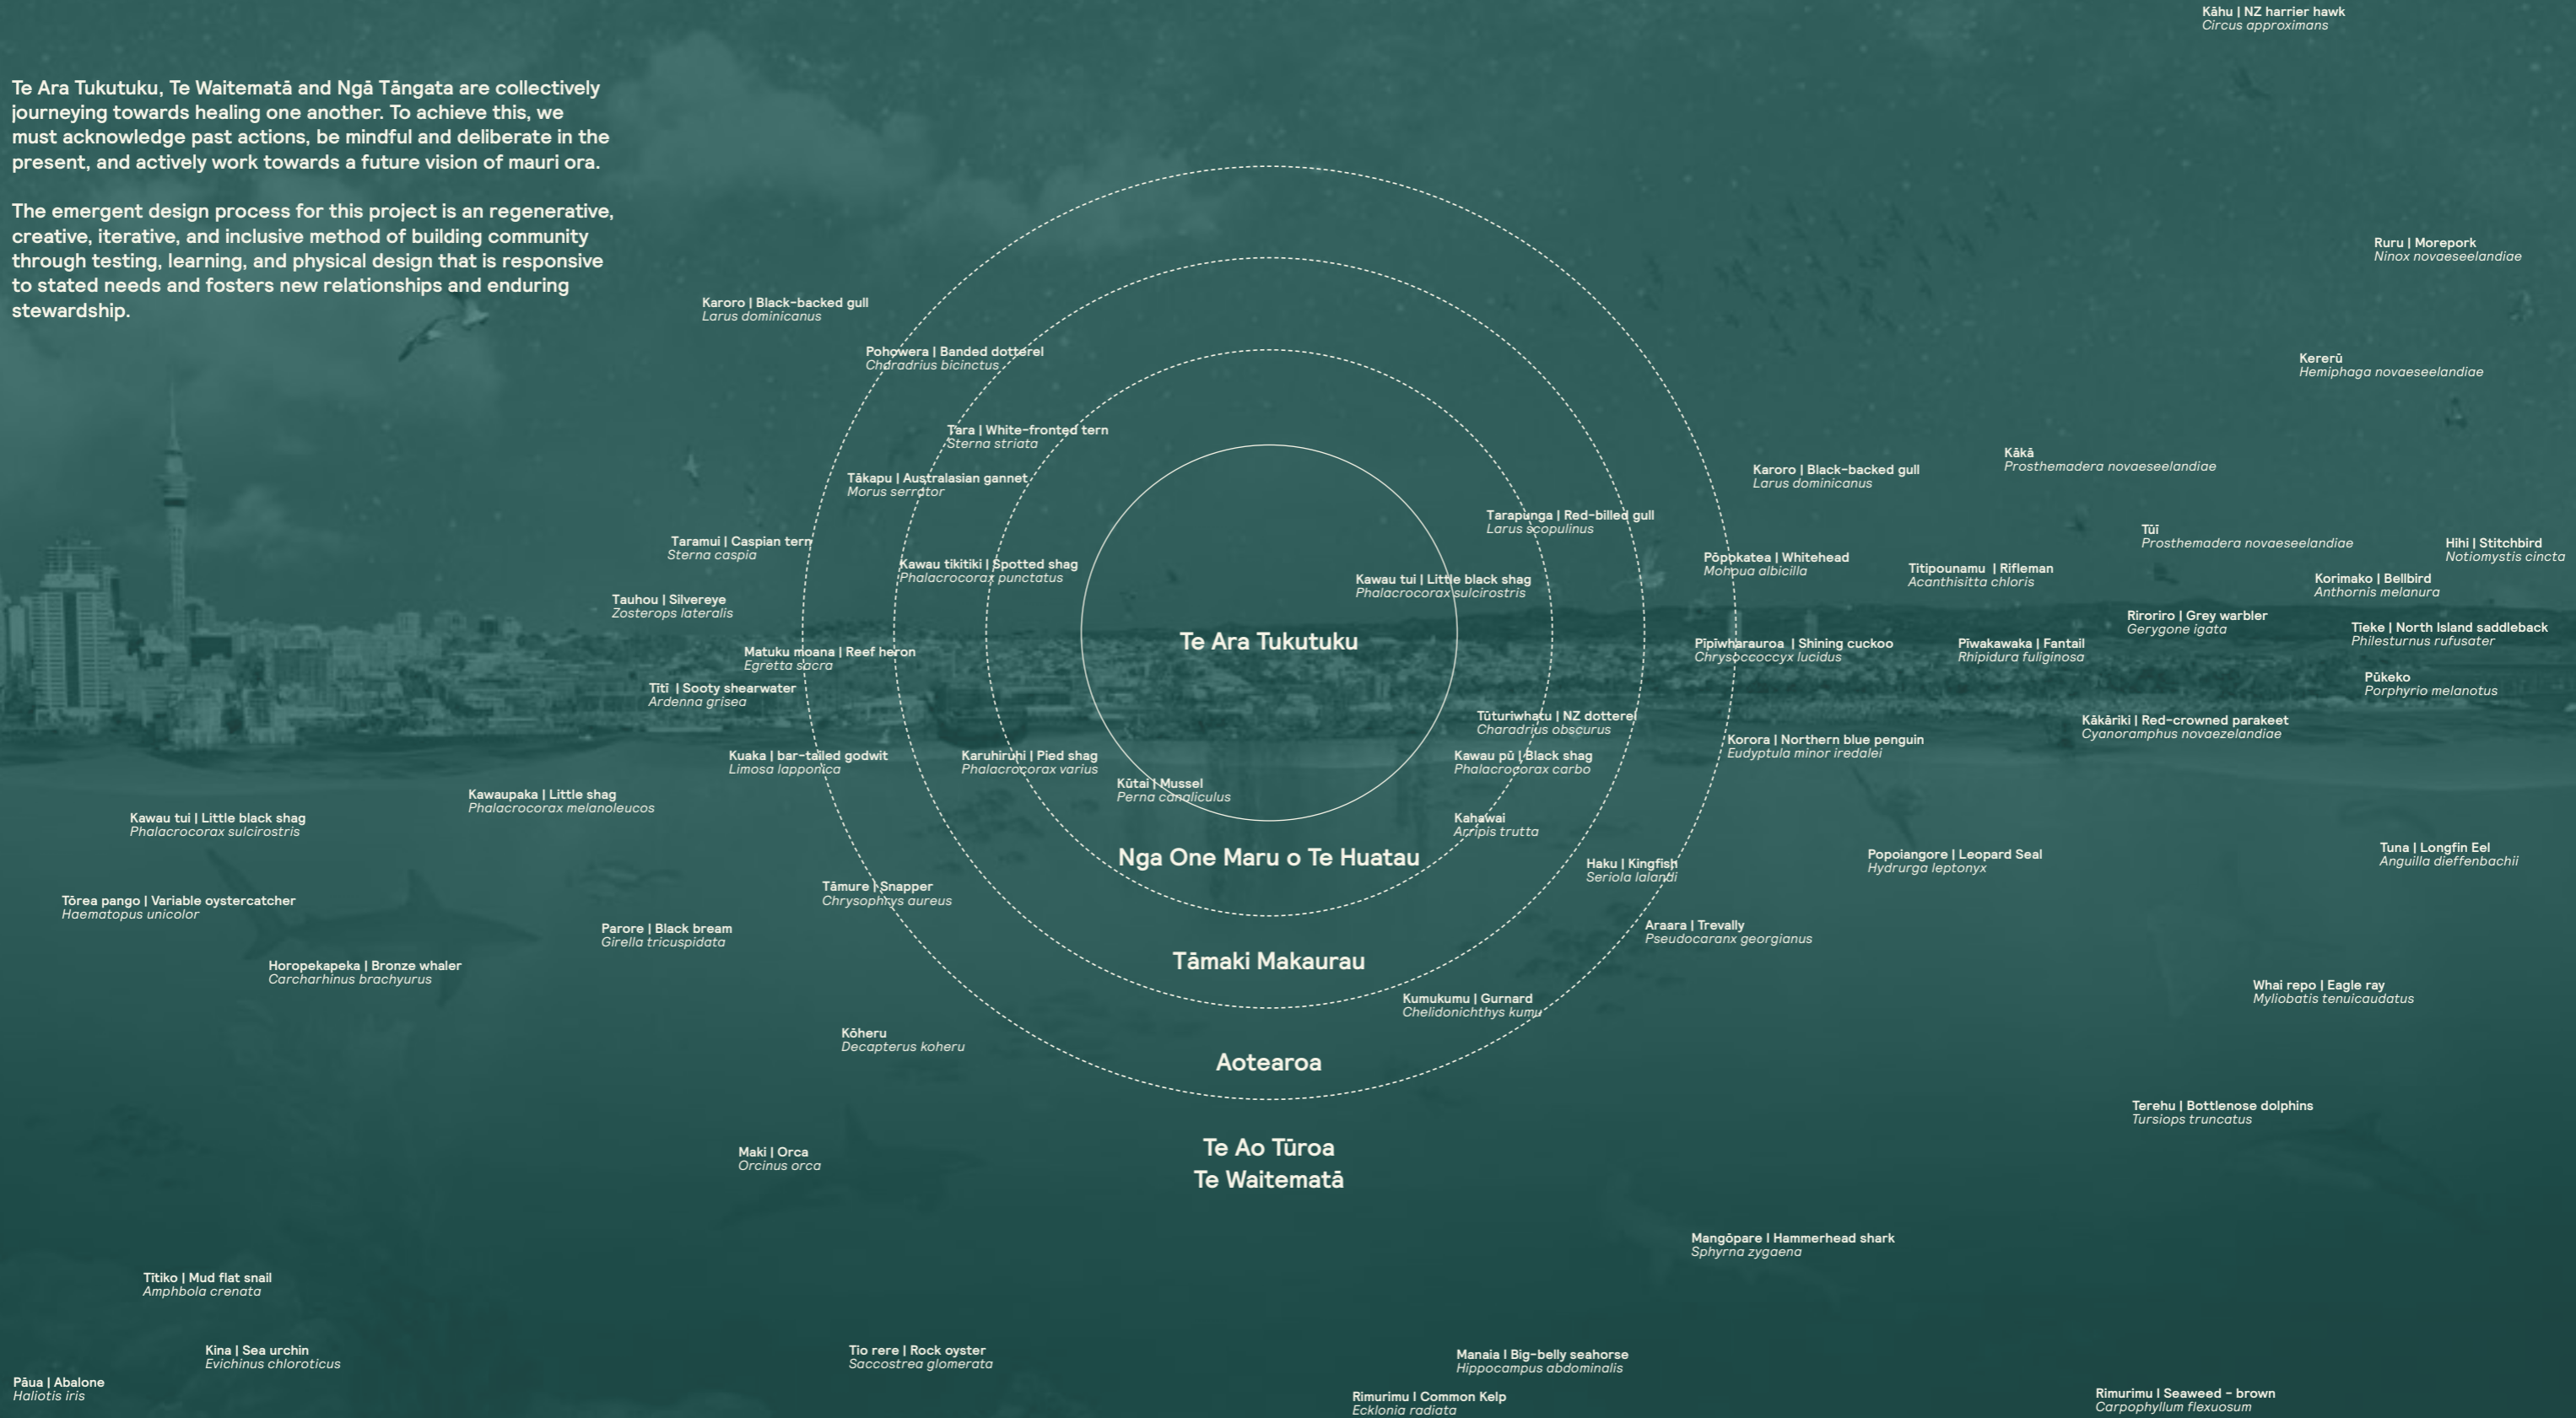 Te Ara Tukutuku, Te Waitematā and Ngā Tāngata are collectively
journeying towards healing one another. To achieve this, we
must acknowledge past actions, be mindful and deliberate in the
present, and actively work towards a future vision of mauri ora.
The emergent design process for this project is an regenerative,
creative, iterative, and inclusive method of building community
through testing, learning, and physical design that is responsive
to stated needs and fosters new relationships and enduring
stewardship.
Kāhu | NZ harrier hawk
Circus approximans
Ruru | Morepork
Ninox novaeseelandiae
Karoro | Black-backed gull
Larus dominicanus
Pohowera | Banded dotterel
Charadrius bicinctus
Kererū
Hemiphaga novaeseelandiae
Tara | White-fronted tern
Sterna striata
Tākapu | Australasian gannet
Morus serrator
Karoro | Black-backed gull
Larus dominicanus
Kākā
Prosthemadera novaeseelandiae
Tarapunga | Red-billed gull
Larus scopulinus
Tūī
Prosthemadera novaeseelandiae
Hihi | Stitchbird
Notiomystis cincta
Taramui | Caspian tern
Sterna caspia
Kawau tikitiki | Spotted shag
Phalacrocorax punctatus
Kawau tui | Little black shag
Phalacrocorax sulcirostris
Pōpokatea | Whitehead
Mohoua albicilla
Titipounamu | Rifleman
Acanthisitta chloris
Korimako | Bellbird
Anthornis melanura
Tauhou | Silvereye
Zosterops lateralis
Riroriro | Grey warbler
Gerygone igata
Tieke | North Island saddleback
Philesturnus rufusater
Te Ara Tukutuku
Matuku moana | Reef heron
Egretta sacra
Pīpīwharauroa | Shining cuckoo
Chrysoccoccyx lucidus
Pīwakawaka | Fantail
Rhipidura fuliginosa
Tītī | Sooty shearwater
Ardenna grisea
Pūkeko
Porphyrio melanotus
Tūturiwhatu | NZ dotterel
Charadrius obscurus
Kākāriki | Red-crowned parakeet
Cyanoramphus novaezelandiae
Korora | Northern blue penguin
Eudyptula minor iredalei
Kuaka | bar-tailed godwit
Limosa lapponica
Karuhiruhi | Pied shag
Phalacrocorax varius
Kawau pū | Black shag
Phalacrocorax carbo
Kūtai | Mussel
Perna canaliculus
Kawaupaka | Little shag
Phalacrocorax melanoleucos
Kawau tui | Little black shag
Phalacrocorax sulcirostris
Kahawai
Arripis trutta
Nga One Maru o Te Huatau
Haku | Kingfish
Seriola lalandi
Popoiangore | Leopard Seal
Hydrurga leptonyx
Tuna | Longfin Eel
Anguilla dieffenbachii
Tāmure | Snapper
Chrysophrys aureus
Tōrea pango | Variable oystercatcher
Haematopus unicolor
Parore | Black bream
Girella tricuspidata
Araara | Trevally
Pseudocaranx georgianus
Horopekapeka | Bronze whaler
Carcharhinus brachyurus
Tāmaki Makaurau
Whai repo | Eagle ray
Myliobatis tenuicaudatus
Kumukumu | Gurnard
Chelidonichthys kumu
Kōheru
Decapterus koheru
Aotearoa
Terehu | Bottlenose dolphins
Tursiops truncatus
Maki | Orca
Orcinus orca
Te Ao Tūroa
Te Waitematā
Mangōpare I Hammerhead shark
Sphyrna zygaena
Tītiko | Mud flat snail
Amphbola crenata
Kina | Sea urchin
Evichinus chloroticus
Tio rere | Rock oyster
Saccostrea glomerata
Manaia I Big-belly seahorse
Hippocampus abdominalis
Pāua | Abalone
Haliotis iris
Rimurimu I Common Kelp
Ecklonia radiata
Rimurimu | Seaweed - brown
Carpophyllum flexuosum